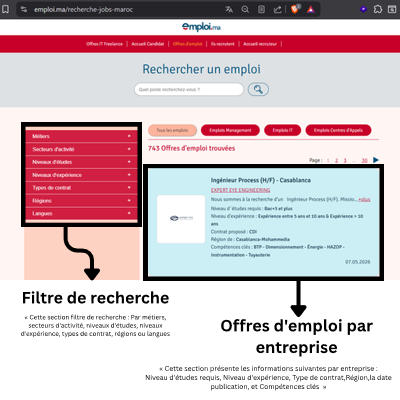 emploi.ma/recherche-jobs-maroc
emploi.ma
Offres IT Freelance | Accueil Candidat | Offres d'emploi | Ils recrutent | Accueil recruteur |
Rechercher un emploi
Quel poste recherchez-vous ?
Tous les emplois
Emplois Management
Emplois IT
Emplois Centres d'Appels
743 Offres d'emploi trouvées
Page : 1 2 3 ... 30
Métiers +
Secteurs d'activité +
Niveaux d'études +
Niveaux d'expérience +
Types de contrat +
Régions +
Langues +
Ingénieur Process (H/F) - Casablanca
EXPERT EYE ENGINEERING
Nous sommes à la recherche d'un Ingénieur Process (H/F). Missio... +plus
Niveau d'études requis : Bac+5 et plus
Niveau d'expérience : Expérience entre 5 ans et 10 ans & Expérience > 10
ans
Contrat proposé : CDI
Région de : Casablanca-Mohammedia
Compétences clés : BTP - Dimensionnement - Énergie - HAZOP -
Instrumentation - Tuyauterie
07.05.2026
Filtre de recherche
« Cette section filtre de recherche : Par métiers,
secteurs d'activité, niveaux d'études, niveaux
d'expérience, types de contrat, régions ou langues
Offres d'emploi par
entreprise
« Cette section présente les informations suivantes par entreprise :
Niveau d'études requis, Niveau d'expérience, Type de contrat,Région,la date
publication, et Compétences clés »